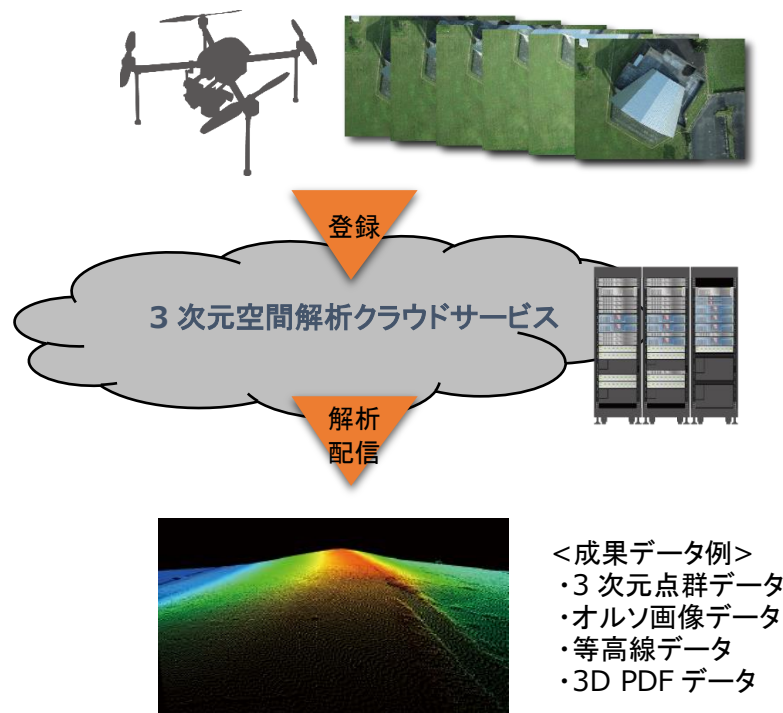 登録
3 次元空間解析クラウドサービス
解析
配信
<成果データ例>
・3 次元点群データ
・オルソ画像データ
・等高線データ
・3D PDF データ